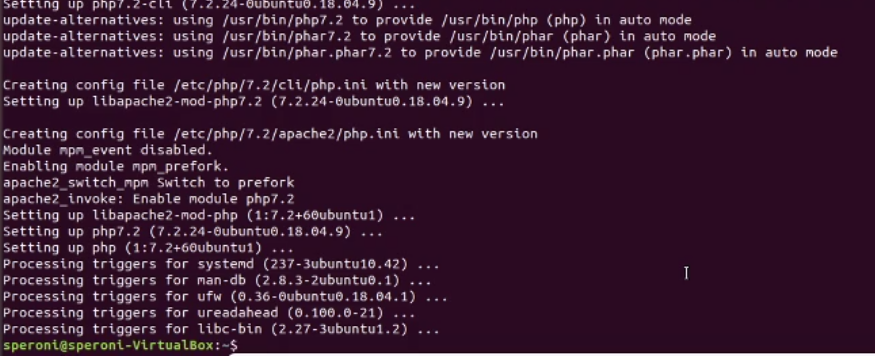 Setting up php7.2-cli (7.2.24-0ubuntu0.18.04.9) ...
update-alternatives: using /usr/bin/php7.2 to provide /usr/bin/php (php) in auto mode
update-alternatives: using /usr/bin/phar7.2 to provide /usr/bin/phar (phar) in auto mode
update-alternatives: using /usr/bin/phar.phar7.2 to provide /usr/bin/phar.phar (phar.phar) in auto mode
Creating config file /etc/php/7.2/cli/php.ini with new version
Setting up libapache2-mod-php7.2 (7.2.24-0ubuntu0.18.04.9) ...
Creating config file /etc/php/7.2/apache2/php.ini with new version
Module mpm_event disabled.
Enabling module mpm_prefork.
apache2_switch_mpm Switch to prefork
apache2_invoke: Enable module php7.2
Setting up libapache2-mod-php (1:7.2+60ubuntu1) ...
Setting up php7.2 (7.2.24-0ubuntu0.18.04.9) ...
Setting up php (1:7.2+60ubuntu1) ...
Processing triggers for systemd (237-3ubuntu10.42) ...
Processing triggers for man-db (2.8.3-2ubuntu0.1) ...
Processing triggers for ufw (0.36-0ubuntu0.18.04.1) ...
Processing triggers for ureadahead (0.100.0-21) ...
Processing triggers for libc-bin (2.27-3ubuntu1.2) ...
speroni@speroni-VirtualBox:~$